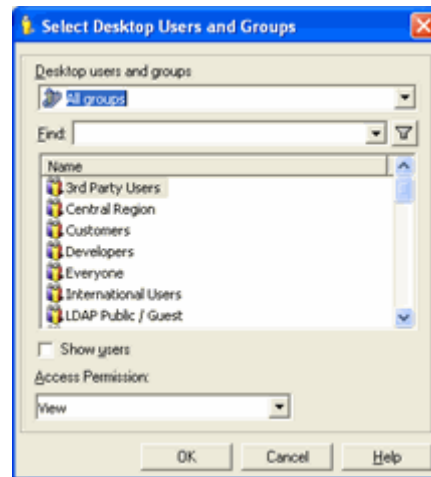 Select Desktop Users and Groups
Desktop users and groups
All groups
Find:
Name
3rd Party Users
Central Region
Customers
Developers
Everyone
International Users
LDAP Public / Guest
Show users
Access Permission:
View
OK Cancel Help